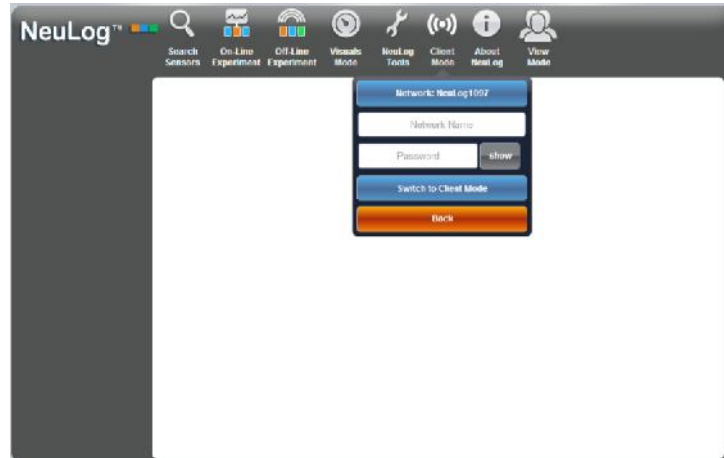 NeuLog™
Search Sensors
On-Line Experiment
Off-Line Experiment
Visuals Mode
NeuLog Tools
Client Mode
About NeuLog
View Mode
Network: NeuLog1097
Network Name
Password
show
Switch to Client Mode
Back